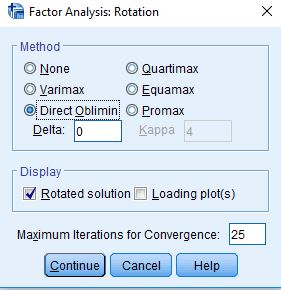 Factor Analysis: Rotation
Method
None Quartimax
Varimax Equamax
Direct Oblimin Promax
Delta: 0 Kappa 4
Display
Rotated solution Loading plot(s)
Maximum Iterations for Convergence: 25
Continue Cancel Help